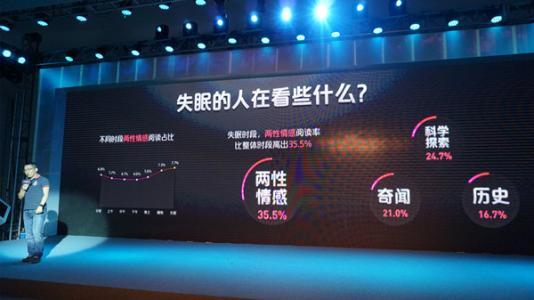 失眠的人在看些什么?
不同时段两性情感阅读占比
失眠时段，两性情感阅读率
比整体时段高出35.5%
7.7%
两性
情感
35.5%
科学
探索
24.7%
奇闻
21.0%
历史
16.7%